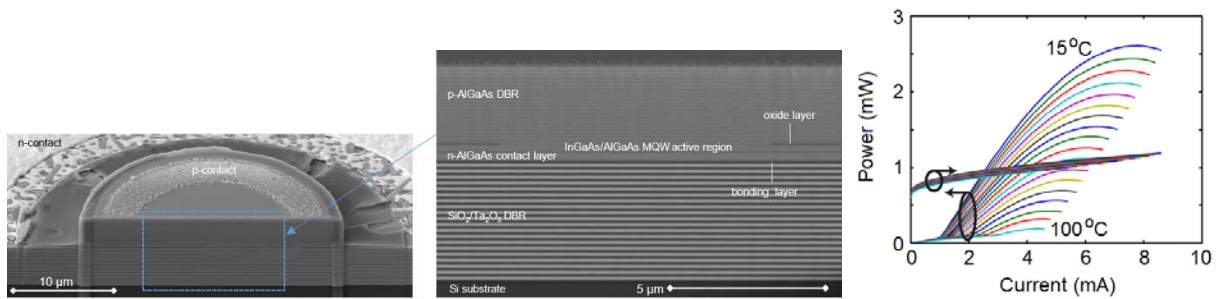 n-contact
p-contact
10 µm
p-AlGaAs DBR
oxide layer
InGaAs/AlGaAs MQW active region
n-AlGaAs contact layer
bonding layer
SiO2/Ta2O5 DBR
Si substrate
5 µm
3
2
1
0
Power (mW)
15°C
100°C
0 2 4 6 8 10
Current (mA)